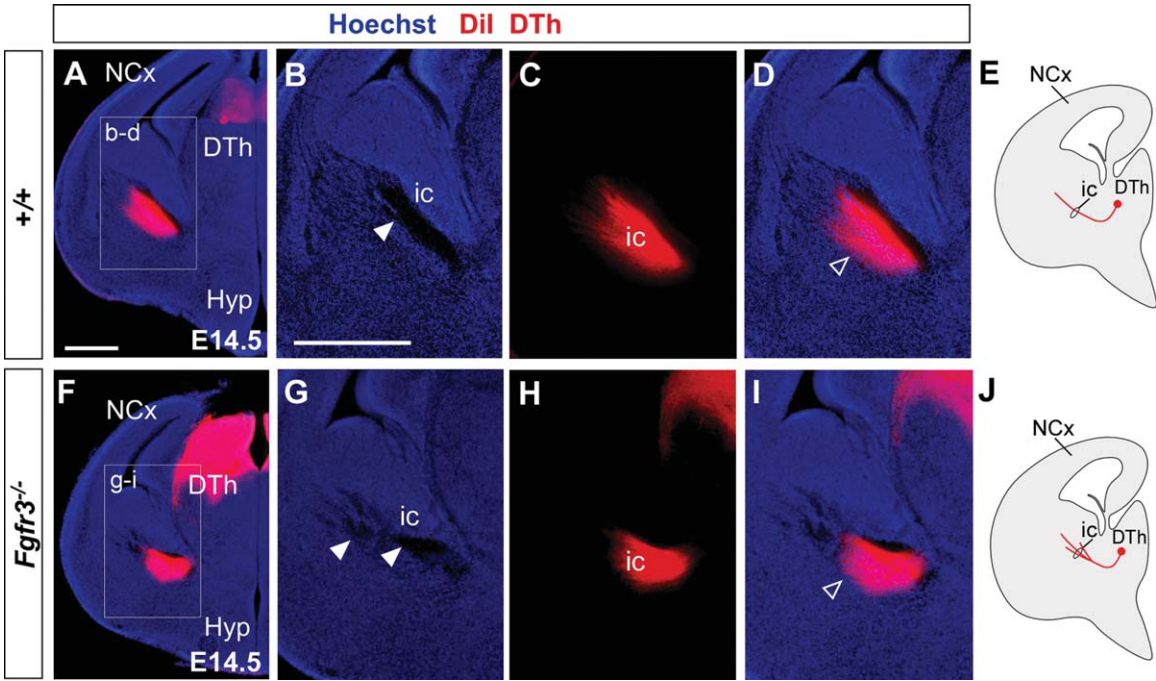 Hoechst DiI DTh
+/+
A
NCx
b-d
DTh
Hyp
E14.5
B
ic
C
ic
D
E
NCx
ic
DTh
Fgfr3-/-
F
NCx
g-i
DTh
Hyp
E14.5
G
ic
H
ic
I
J
NCx
ic
DTh